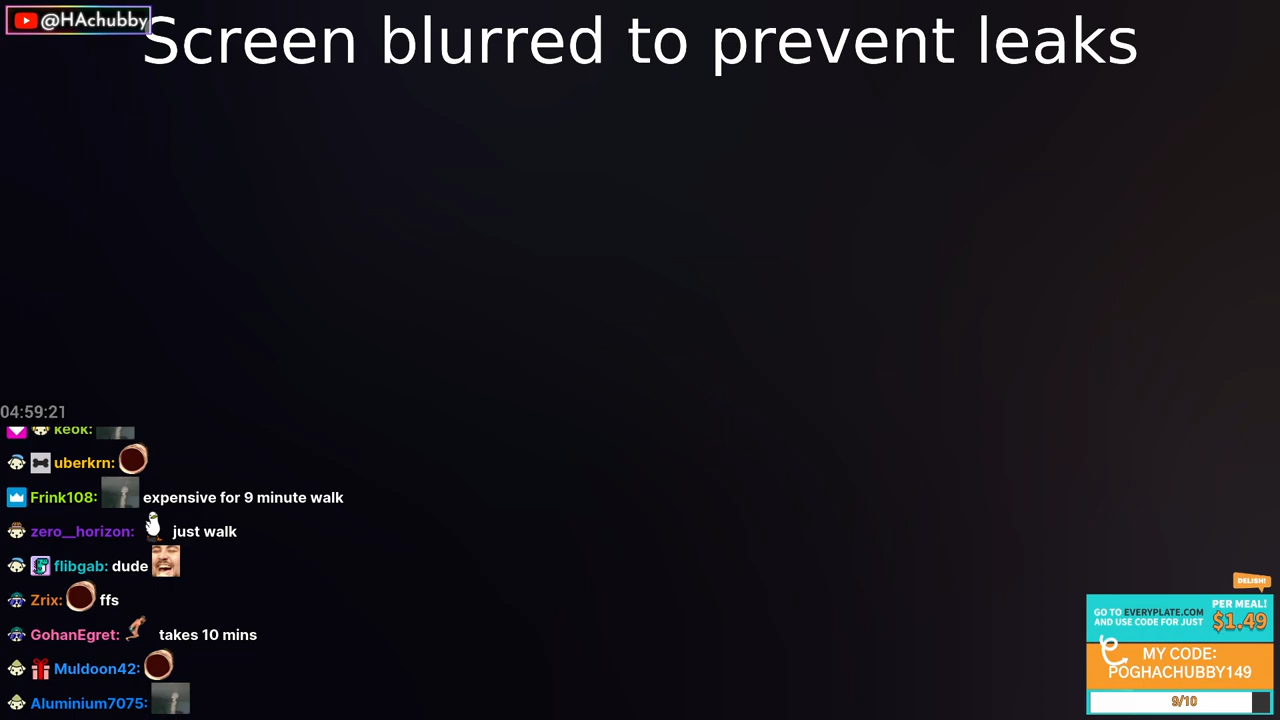 @HAchubby
Screen blurred to prevent leaks
04:59:21
keok:
uberkrn:
Frink108: expensive for 9 minute walk
zero__horizon: just walk
flibgab: dude
Zrix: ffs
GohanEgret: takes 10 mins
Muldoon42:
Aluminium7075:
DELISH!
GO TO EVERYPLATE.COM
AND USE CODE FOR JUST
PER MEAL!
$1.49
MY CODE:
POGHACHUBBY149
9/10